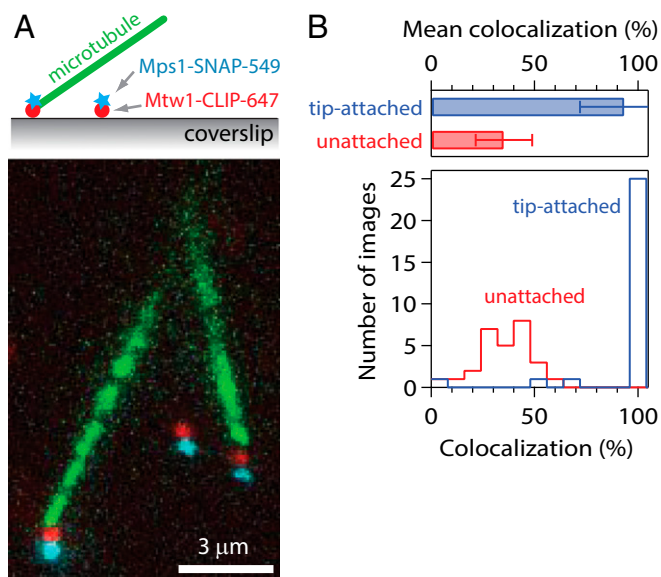 A
microtubule
Mps1-SNAP-549
Mtw1-CLIP-647
coverslip
3 μm
B
Mean colocalization (%)
0 50 100
tip-attached
unattached
Number of images
25
20
15
10
5
0
tip-attached
unattached
0 50 100
Colocalization (%)